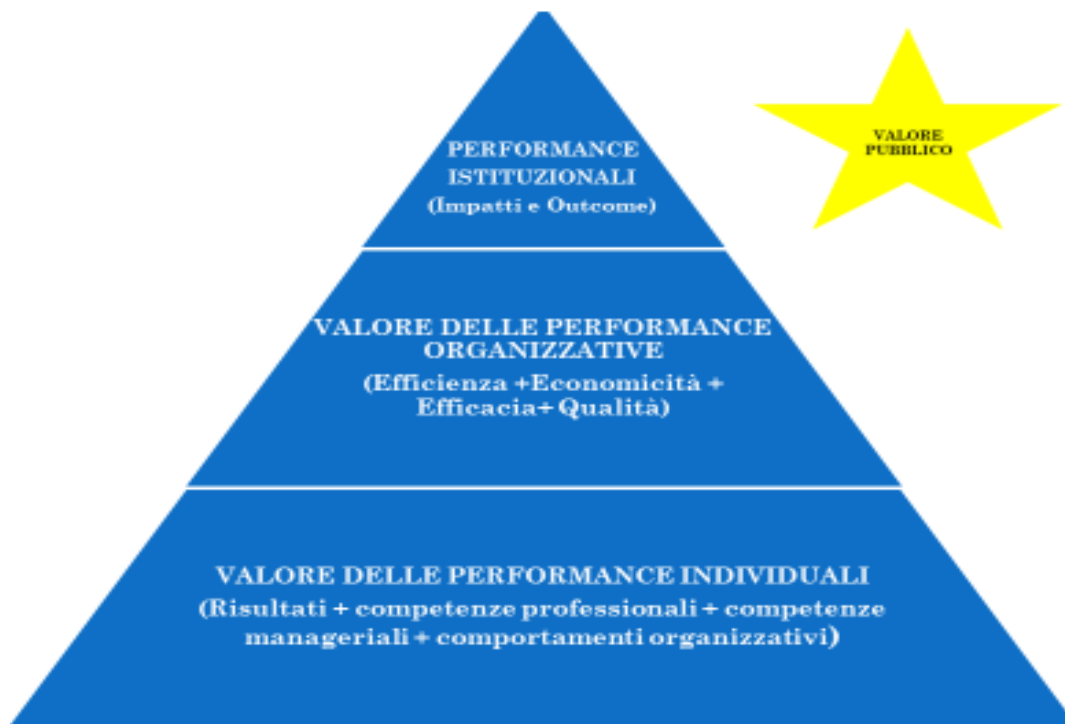 VALORE
PUBBLICO
PERFORMANCE
ISTITUZIONALI
(Impatti e Outcome)
VALORE DELLE PERFORMANCE
ORGANIZZATIVE
(Efficienza +Economicità +
Efficacia+ Qualità)
VALORE DELLE PERFORMANCE INDIVIDUALI
(Risultati + competenze professionali + competenze
manageriali + comportamenti organizzativi)